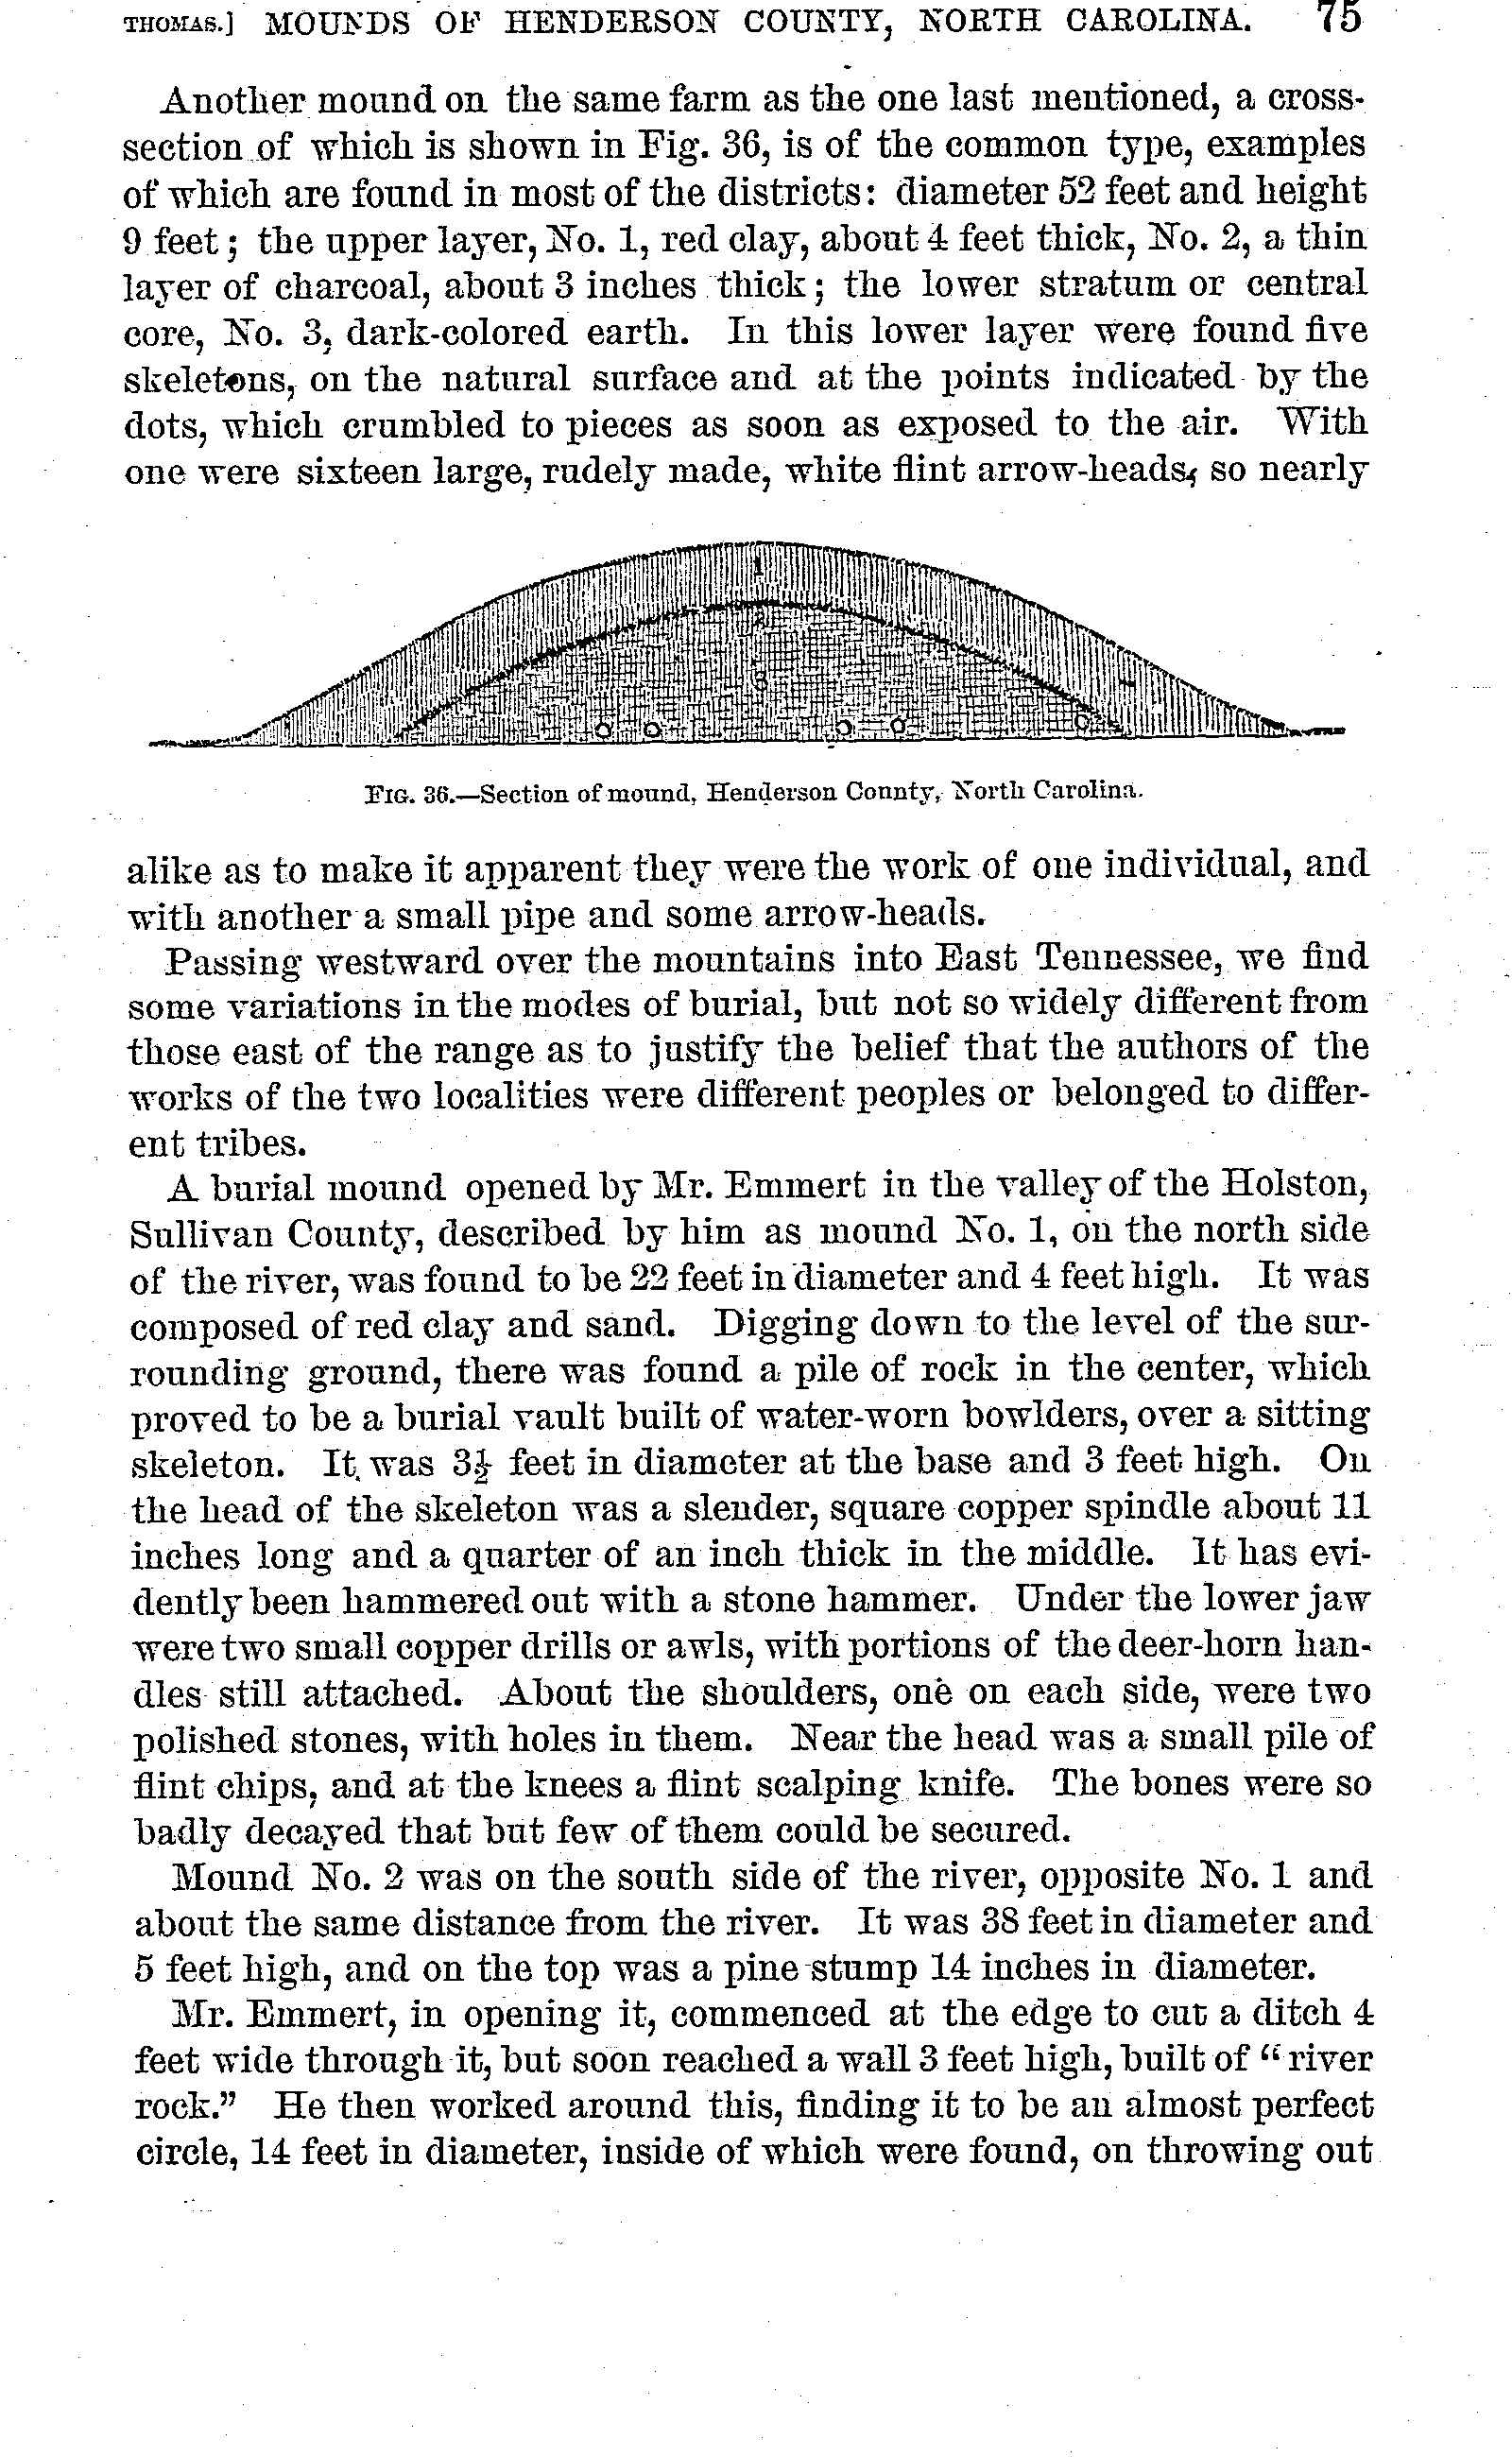 THOMAS.] MOUNDS OF HENDERSON COUNTY, NORTH CAROLINA. 75
Another mound on the same farm as the one last mentioned, a cross-
section of which is shown in Fig. 36, is of the common type, examples
of which are found in most of the districts: diameter 52 feet and height
9 feet; the upper layer, No. 1, red clay, about 4 feet thick, No. 2, a thin
layer of charcoal, about 3 inches thick; the lower stratum or central
core, No. 3, dark-colored earth. In this lower layer were found five
skeletons, on the natural surface and at the points indicated by the
dots, which crumbled to pieces as soon as exposed to the air. With
one were sixteen large, rudely made, white flint arrow-heads, so nearly
1
2
3
FIG. 36.—Section of mound, Henderson County, North Carolina.
alike as to make it apparent they were the work of one individual, and
with another a small pipe and some arrow-heads.
Passing westward over the mountains into East Tennessee, we find
some variations in the modes of burial, but not so widely different from
those east of the range as to justify the belief that the authors of the
works of the two localities were different peoples or belonged to differ-
ent tribes.
A burial mound opened by Mr. Emmert in the valley of the Holston,
Sullivan County, described by him as mound No. 1, on the north side
of the river, was found to be 22 feet in diameter and 4 feet high. It was
composed of red clay and sand. Digging down to the level of the sur-
rounding ground, there was found a pile of rock in the center, which
proved to be a burial vault built of water-worn bowlders, over a sitting
skeleton. It was 3½ feet in diameter at the base and 3 feet high. On
the head of the skeleton was a slender, square copper spindle about 11
inches long and a quarter of an inch thick in the middle. It has evi-
dently been hammered out with a stone hammer. Under the lower jaw
were two small copper drills or awls, with portions of the deer-horn han-
dles still attached. About the shoulders, one on each side, were two
polished stones, with holes in them. Near the head was a small pile of
flint chips, and at the knees a flint scalping knife. The bones were so
badly decayed that but few of them could be secured.
Mound No. 2 was on the south side of the river, opposite No. 1 and
about the same distance from the river. It was 38 feet in diameter and
5 feet high, and on the top was a pine stump 14 inches in diameter.
Mr. Emmert, in opening it, commenced at the edge to cut a ditch 4
feet wide through it, but soon reached a wall 3 feet high, built of "river
rock." He then worked around this, finding it to be an almost perfect
circle, 14 feet in diameter, inside of which were found, on throwing out